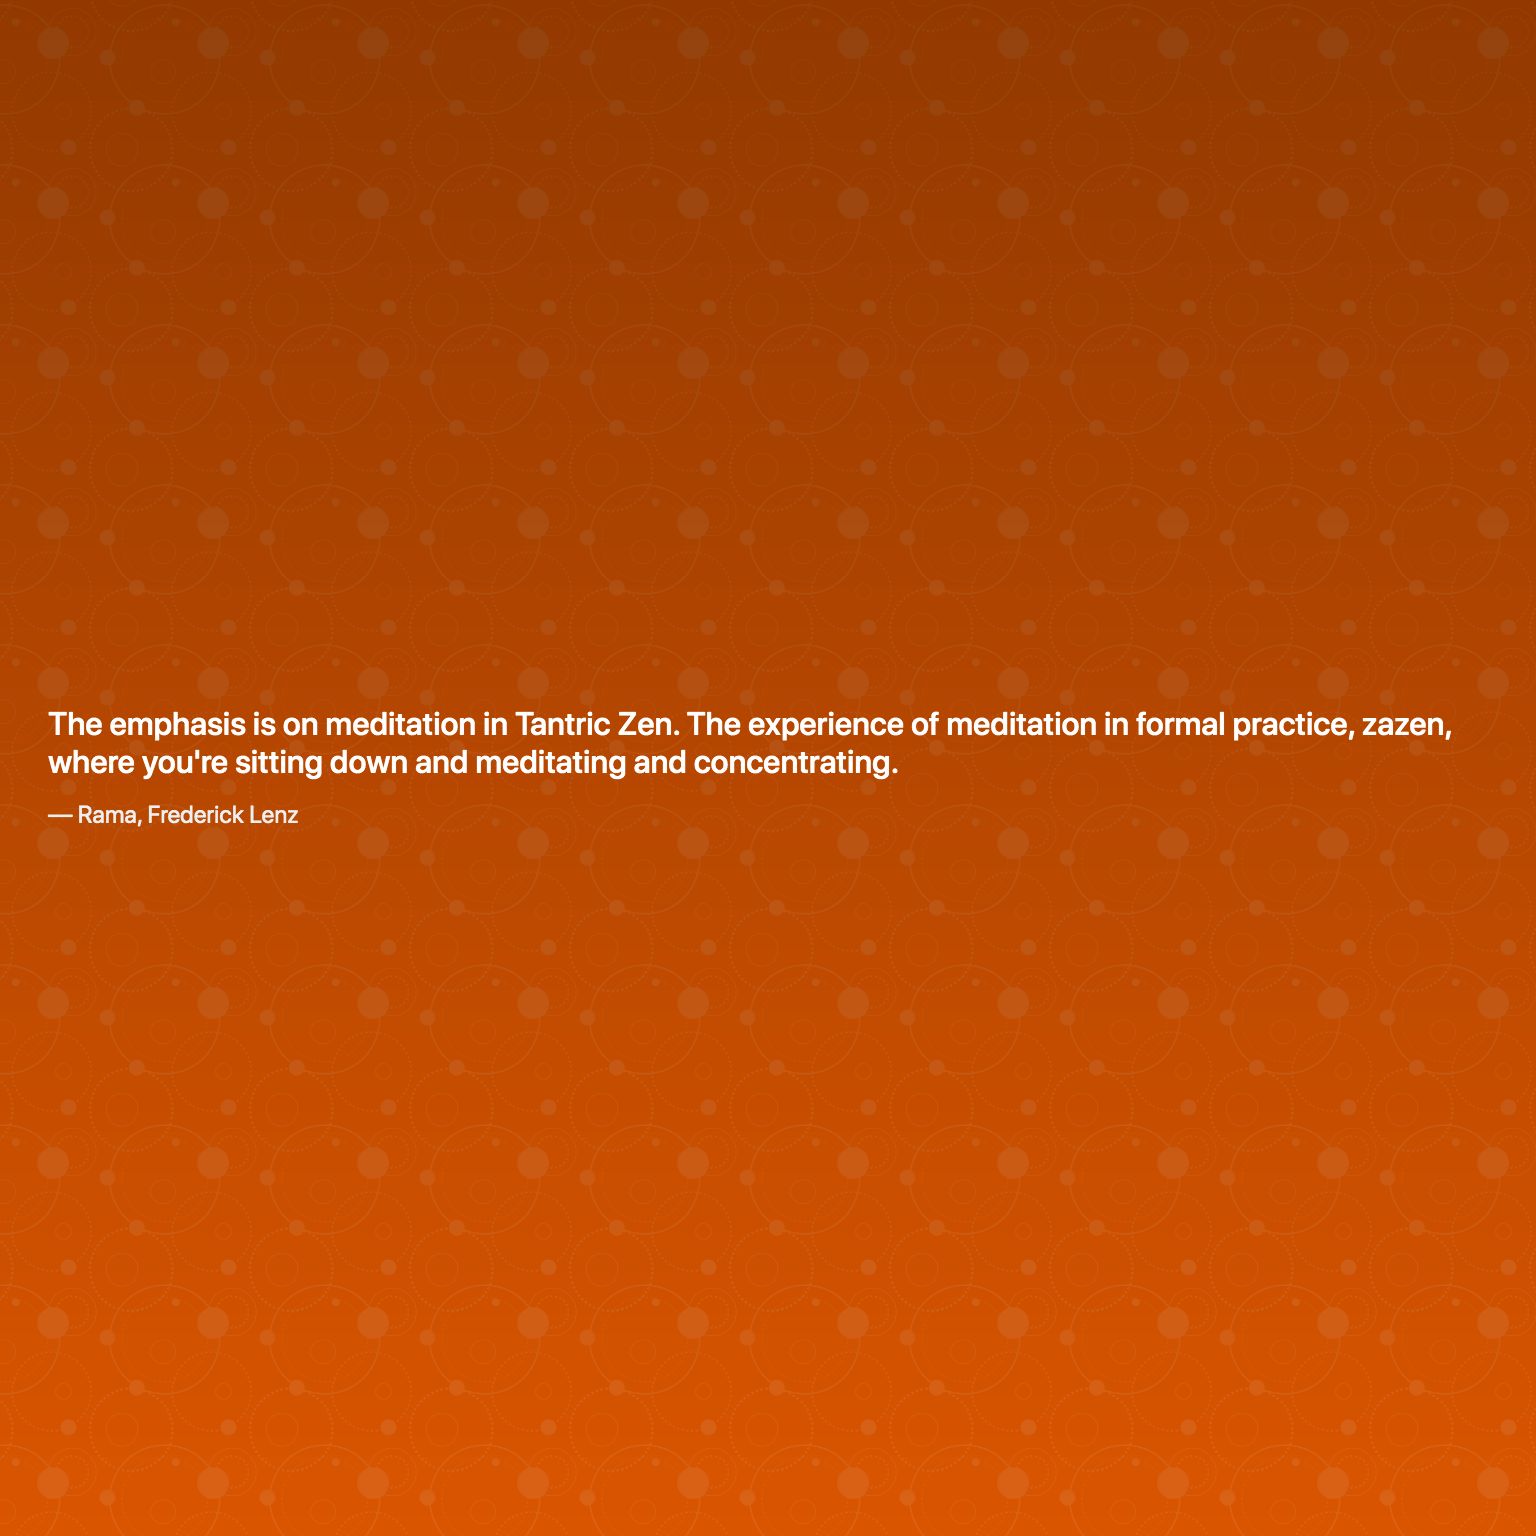 The emphasis is on meditation in Tantric Zen. The experience of meditation in formal practice, zazen,
where you're sitting down and meditating and concentrating.
— Rama, Frederick Lenz